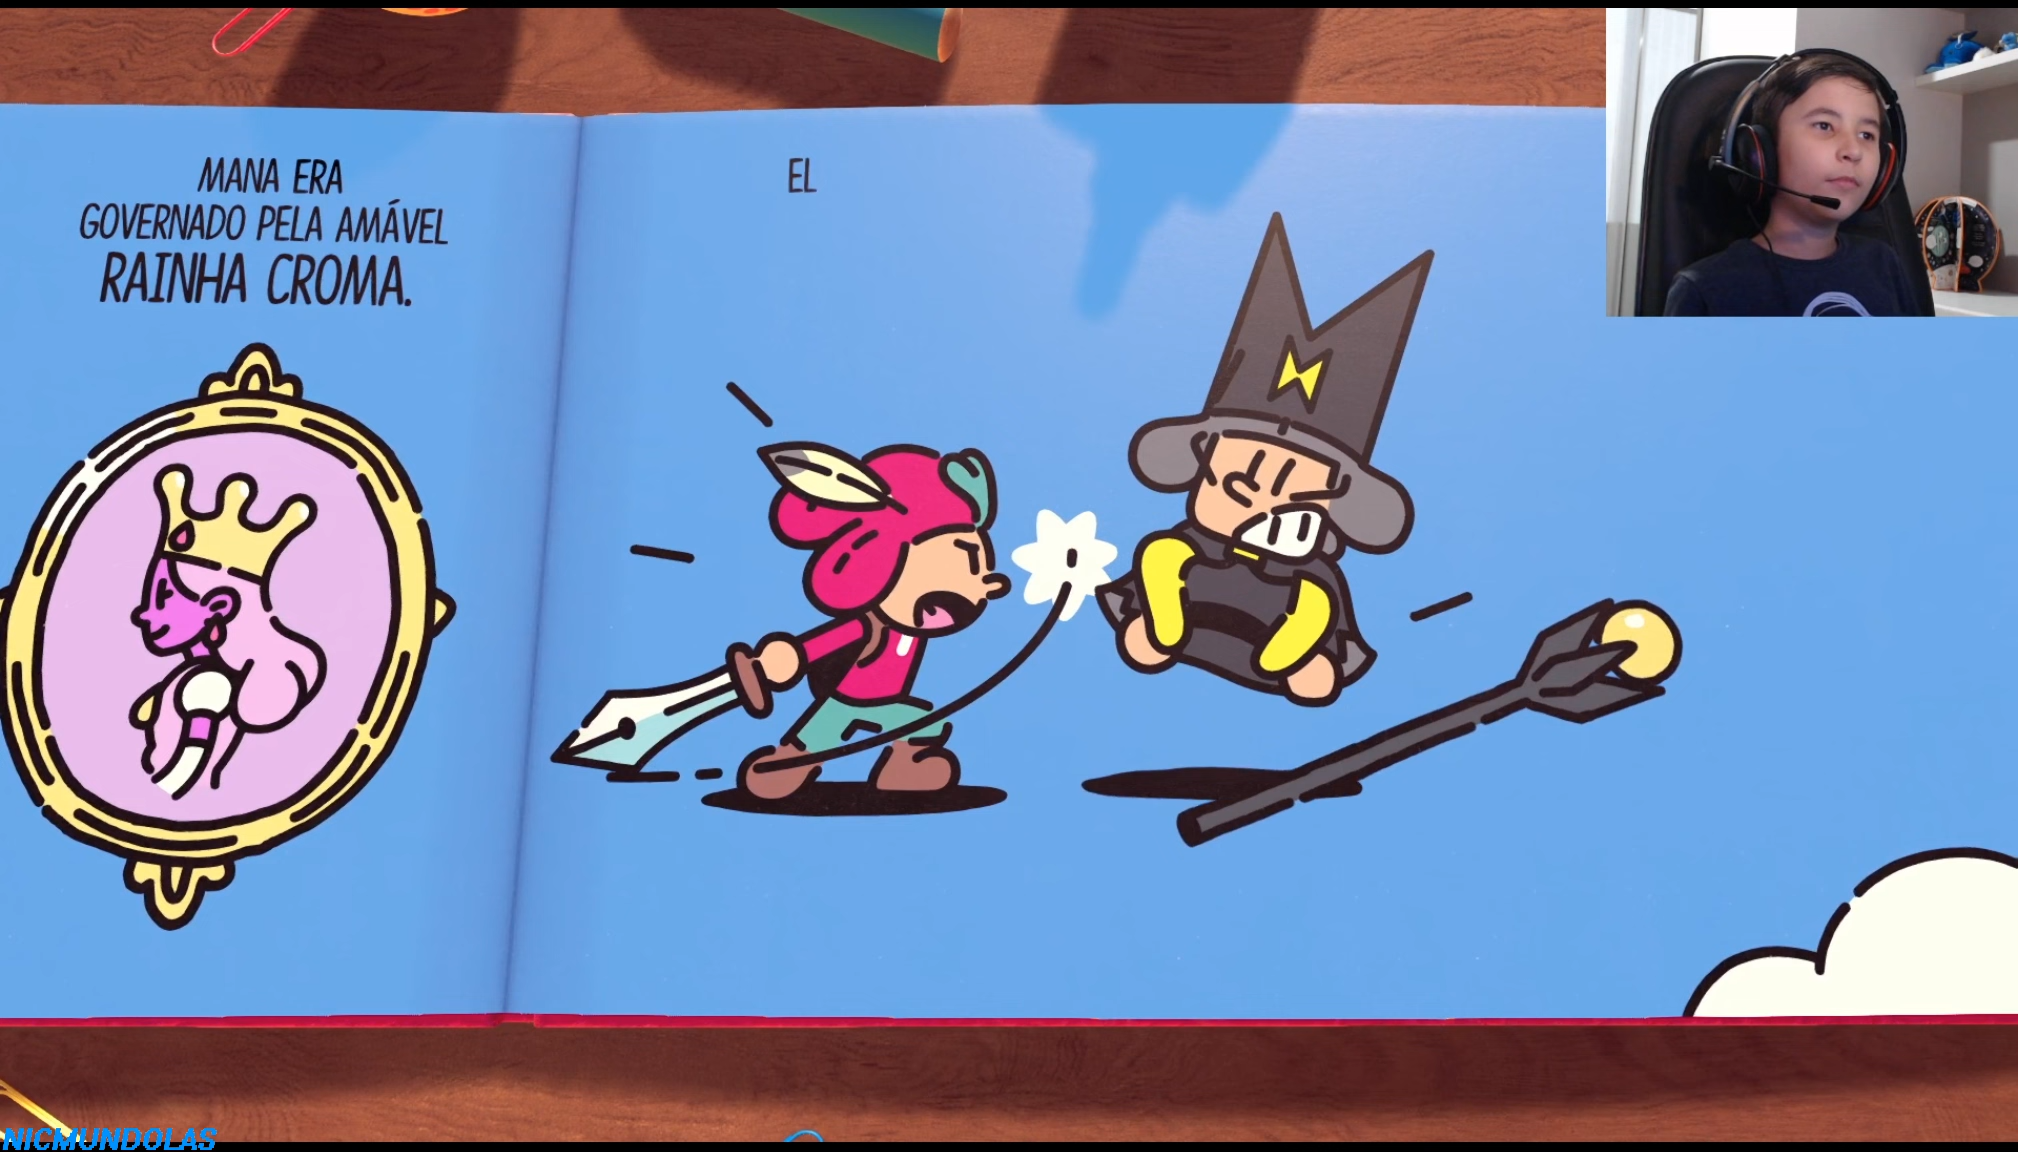 MANA ERA
GOVERNADO PELA AMÁVEL
RAINHA CROMA.
EL
NICMUNDOLAS